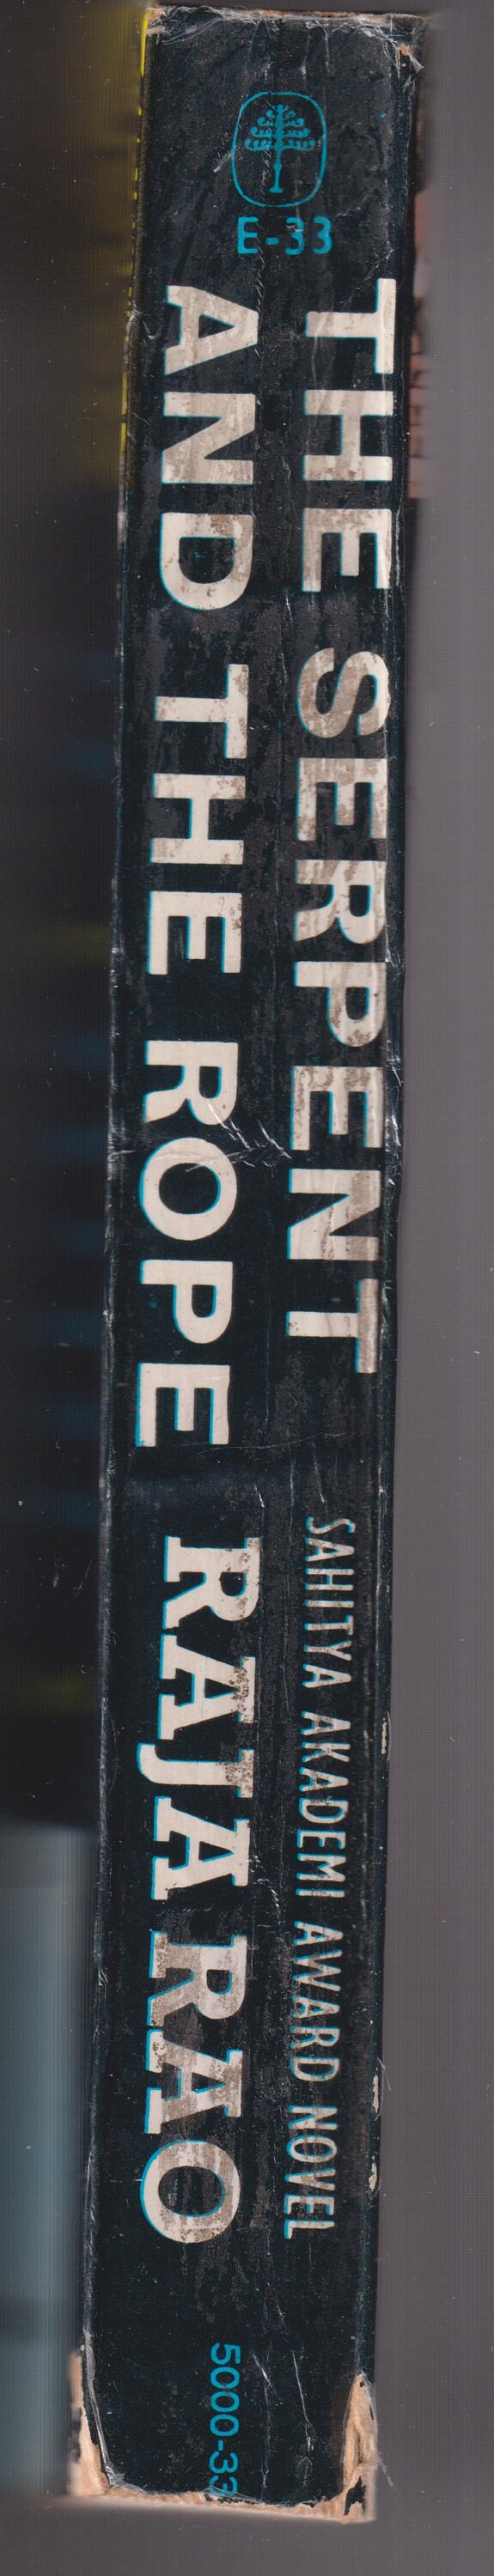 E-33
THE SERPENT
AND THE ROPE
SAHITYA AKADEMI AWARD NOVEL
RAJA RAO
5000-33